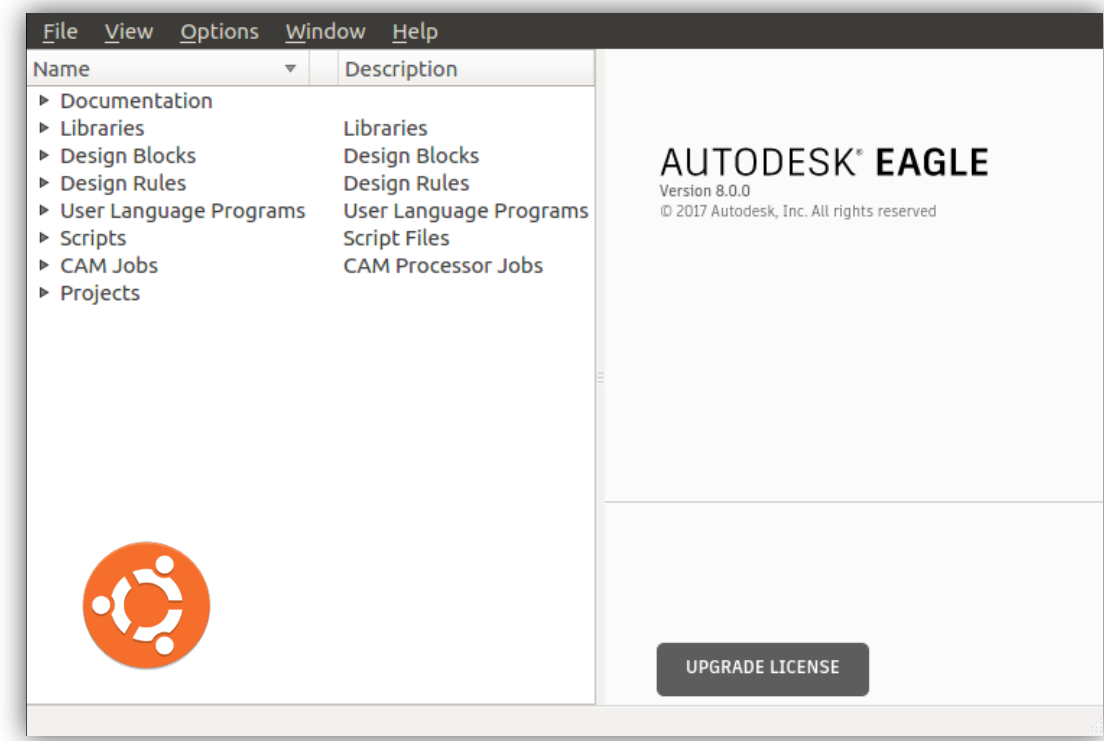 File View Options Window Help
Name Description
Documentation
Libraries Libraries
Design Blocks Design Blocks
Design Rules Design Rules
User Language Programs User Language Programs
Scripts Script Files
CAM Jobs CAM Processor Jobs
Projects
AUTODESK® EAGLE
Version 8.0.0
© 2017 Autodesk, Inc. All rights reserved
UPGRADE LICENSE